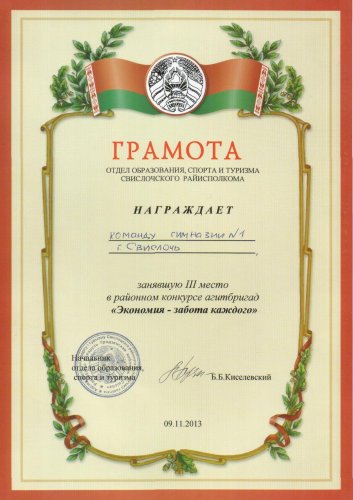 ГРАМОТА
ОТДЕЛ ОБРАЗОВАНИЯ, СПОРТА И ТУРИЗМА
СВИСЛОЧСКОГО РАЙИСПОЛКОМА
НАГРАЖДАЕТ
команду гимназии №1
г. Свислочь,
занявшую III место
в районном конкурсе агитбригад
«Экономия - забота каждого»
Начальник
отдела образования,
спорта и туризма
Б.Б.Киселевский
09.11.2013